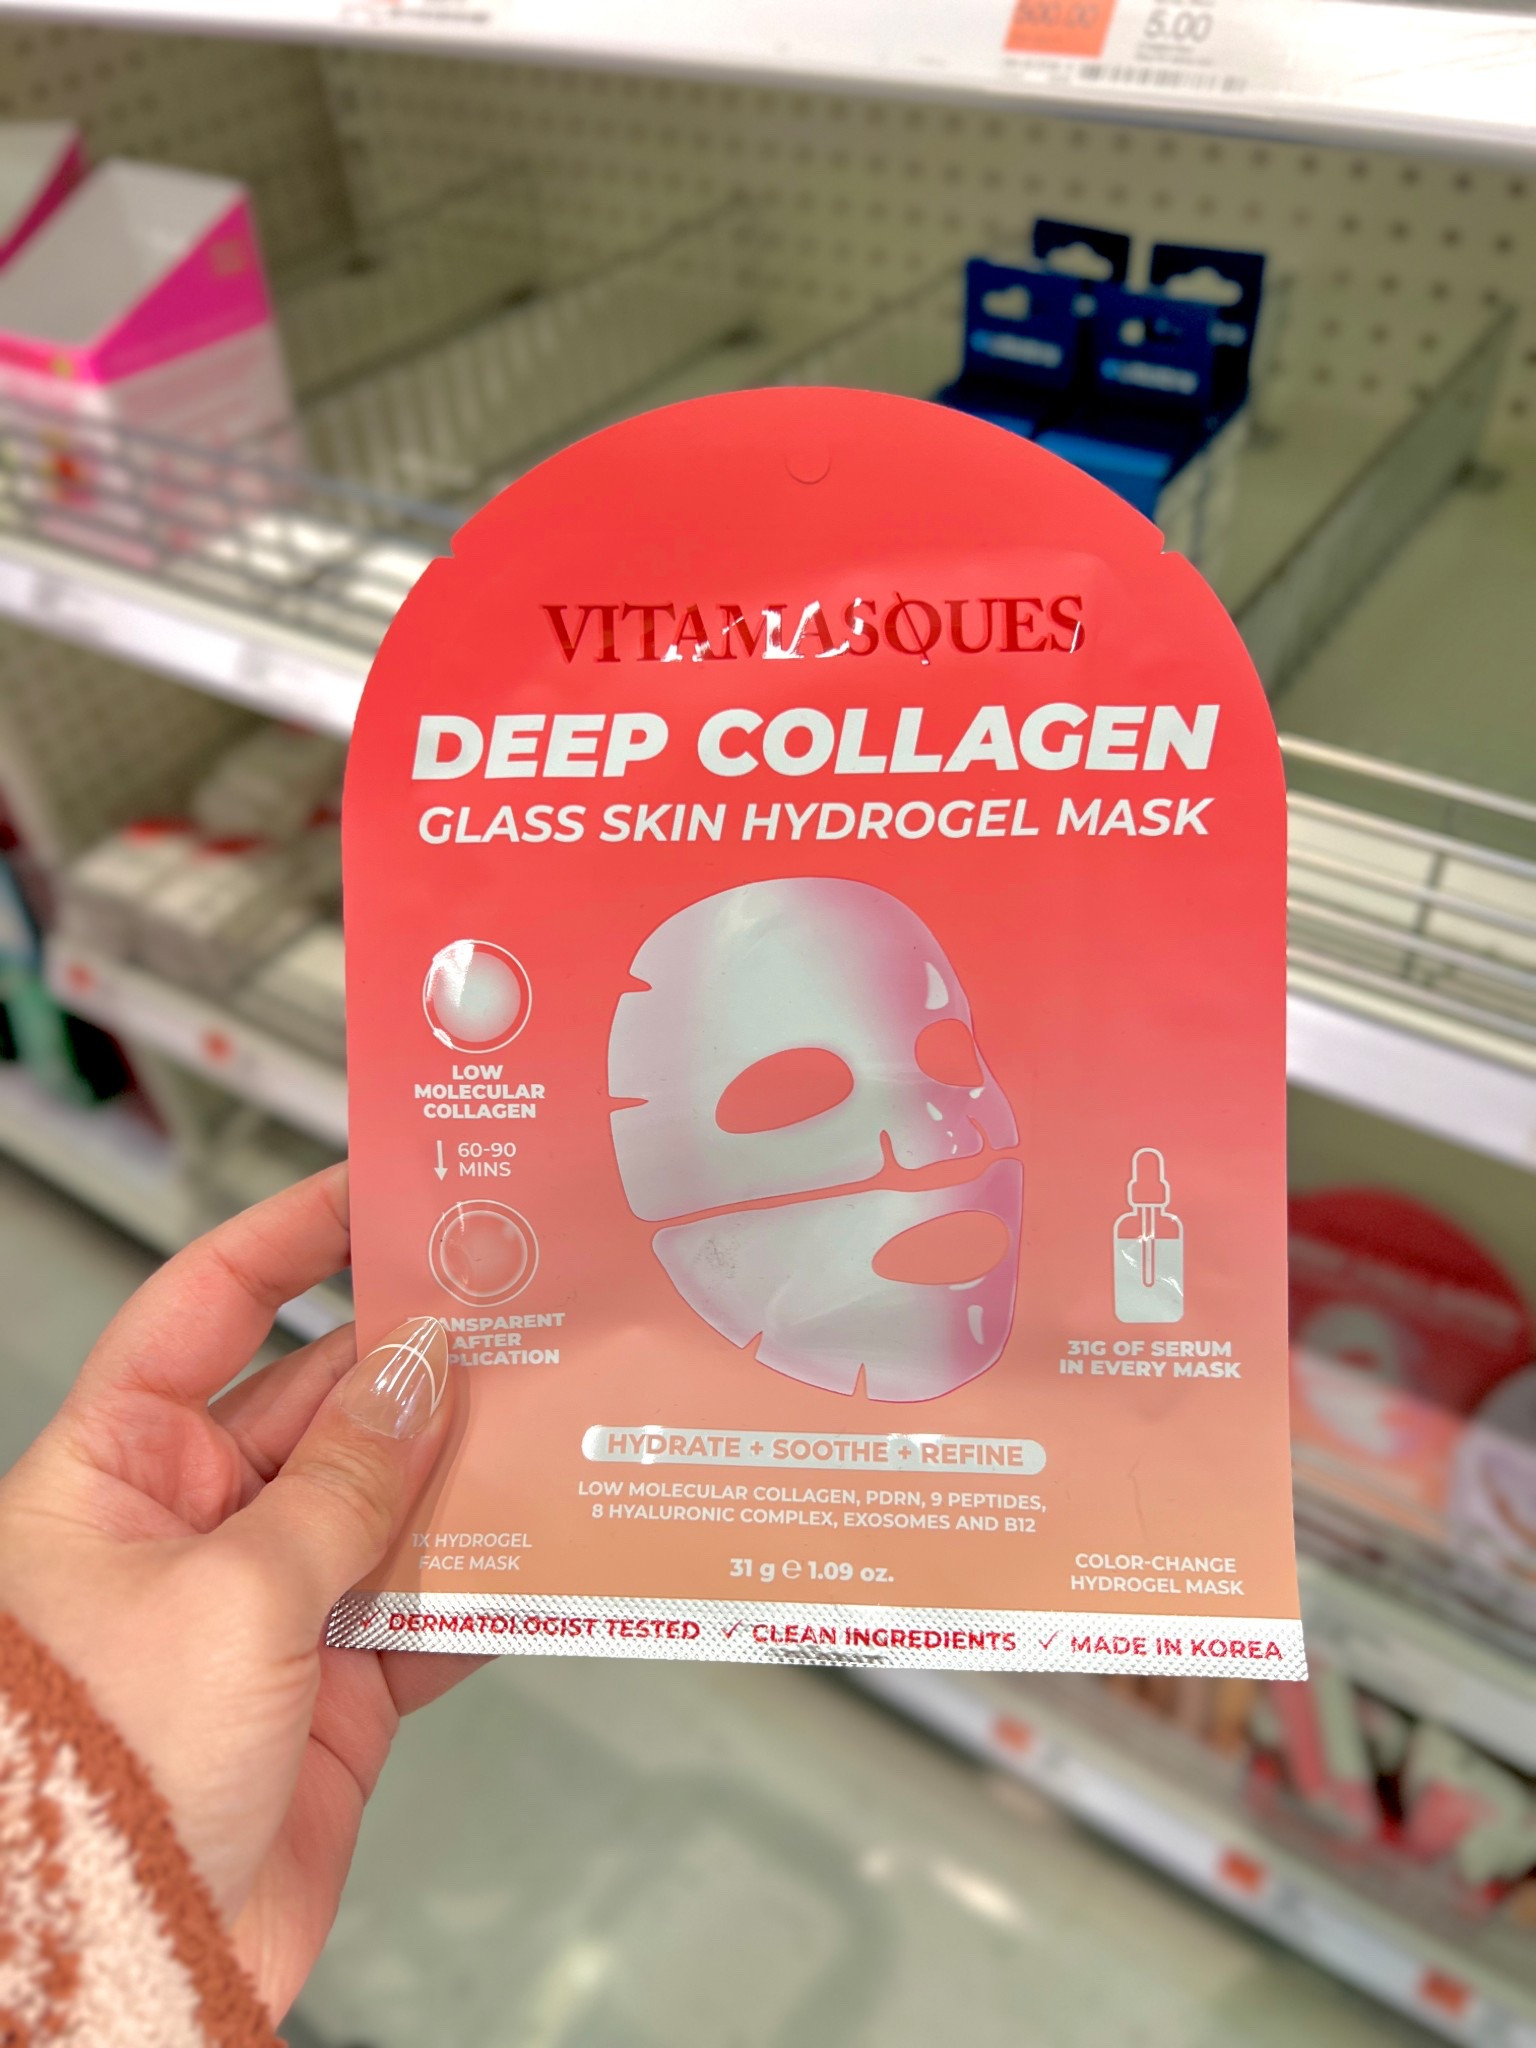 5.00
VITAMASQUES
DEEP COLLAGEN
GLASS SKIN HYDROGEL MASK
LOW
MOLECULAR
COLLAGEN
60-90
MINS
ANSPARENT
AFTER
PLICATION
31G OF SERUM
IN EVERY MASK
HYDRATE + SOOTHE + REFINE
LOW MOLECULAR COLLAGEN, PDRN, 9 PEPTIDES,
8 HYALURONIC COMPLEX, EXOSOMES AND B12
1X HYDROGEL
FACE MASK
31 g ℮ 1.09 oz.
COLOR-CHANGE
HYDROGEL MASK
✓ DERMATOLOGIST TESTED ✓ CLEAN INGREDIENTS ✓ MADE IN KOREA